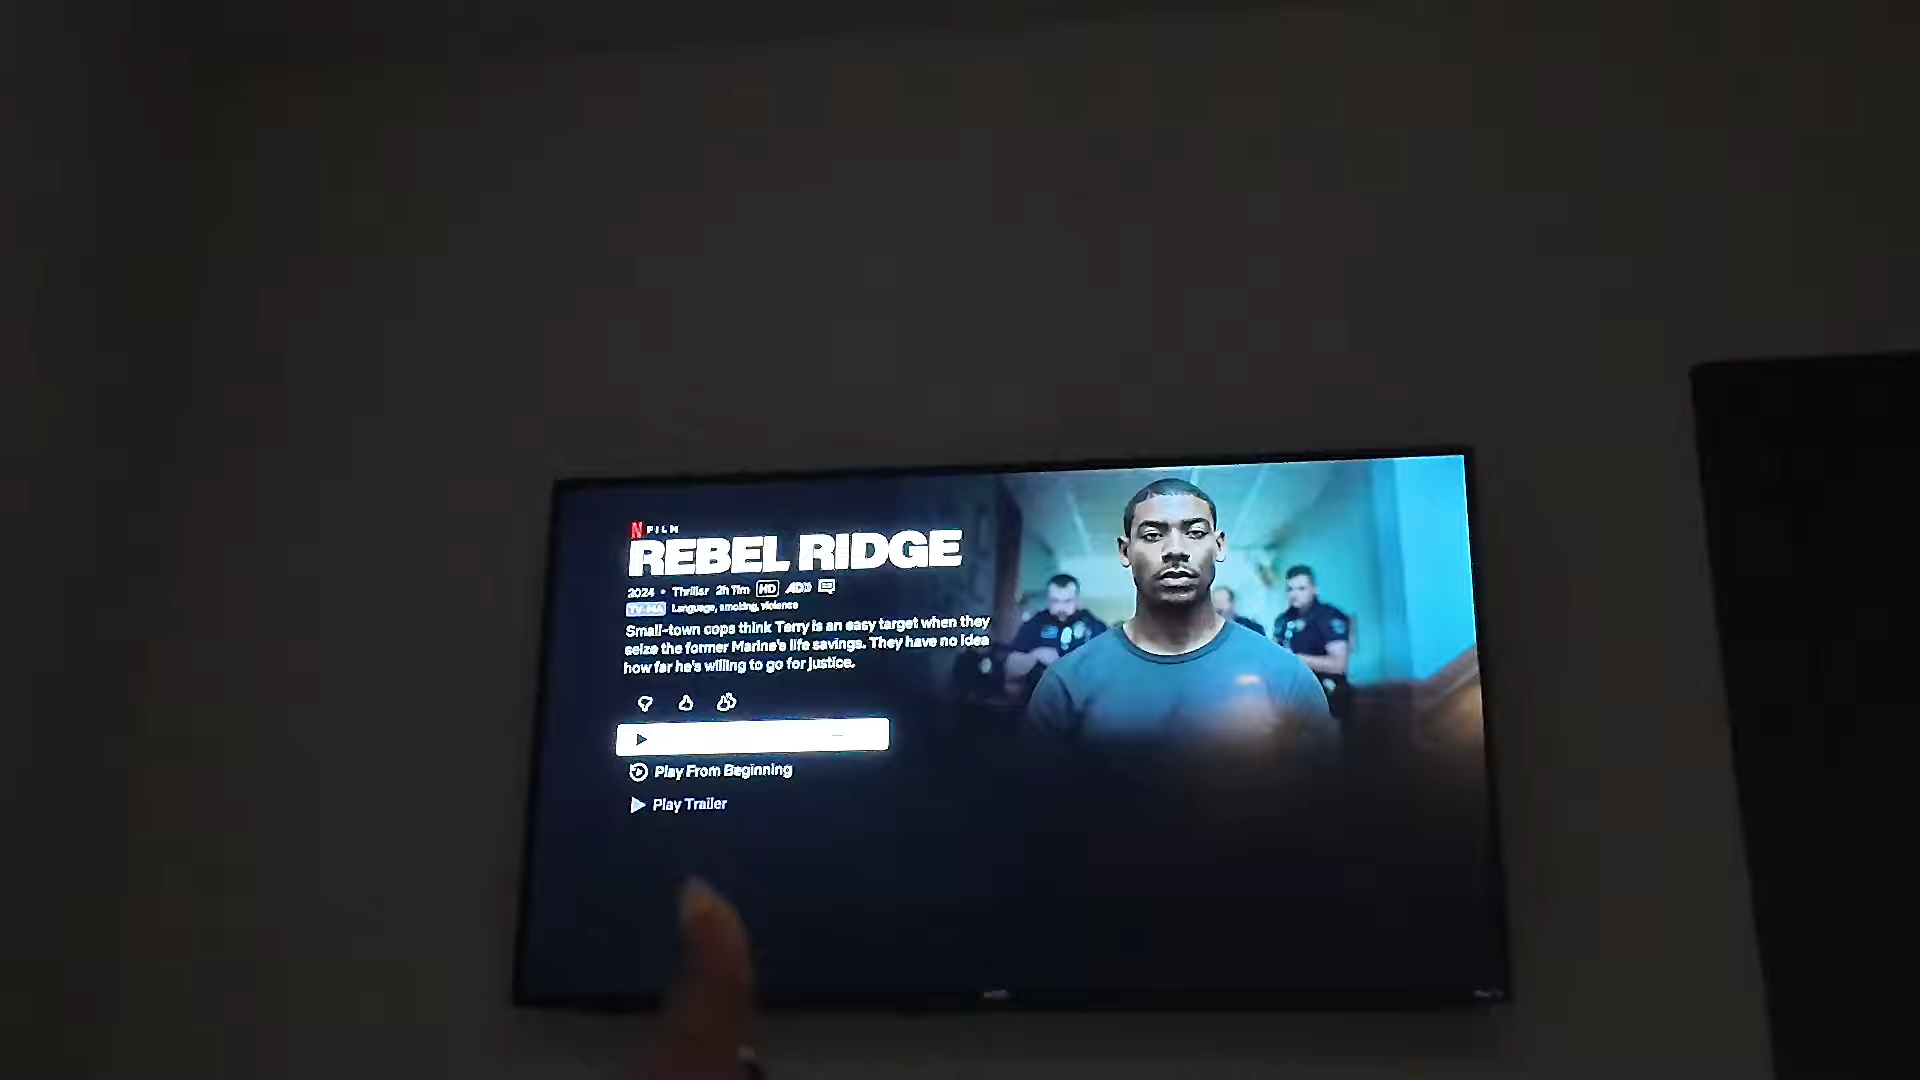 N FILM
REBEL RIDGE
2024 • Thriller 2h 11m HD AD)) 
TV-MA Language, smoking, violence
Small-town cops think Terry is an easy target when they
seize the former Marine's life savings. They have no idea
how far he's willing to go for justice.
Play From Beginning
Play Trailer